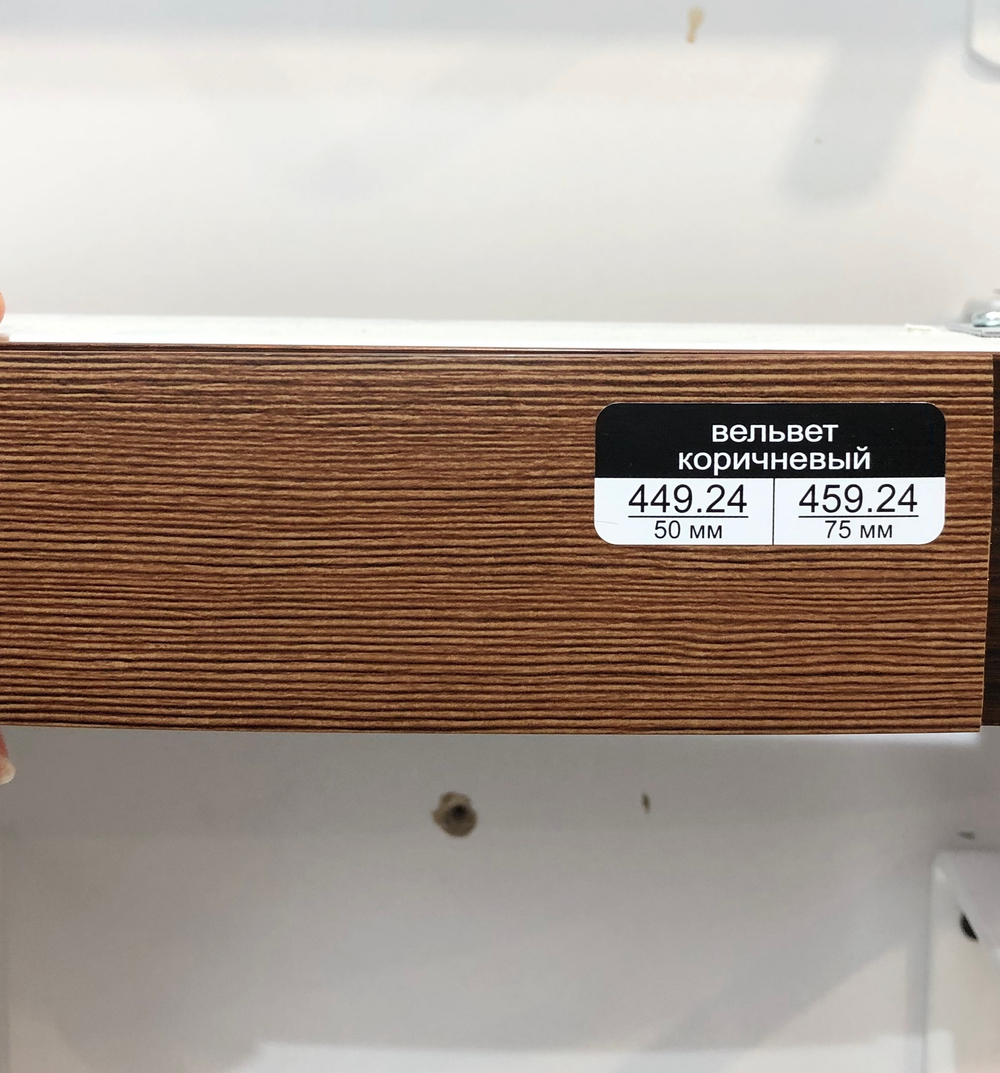 вельвет
коричневый
449.24 459.24
50 мм 75 мм